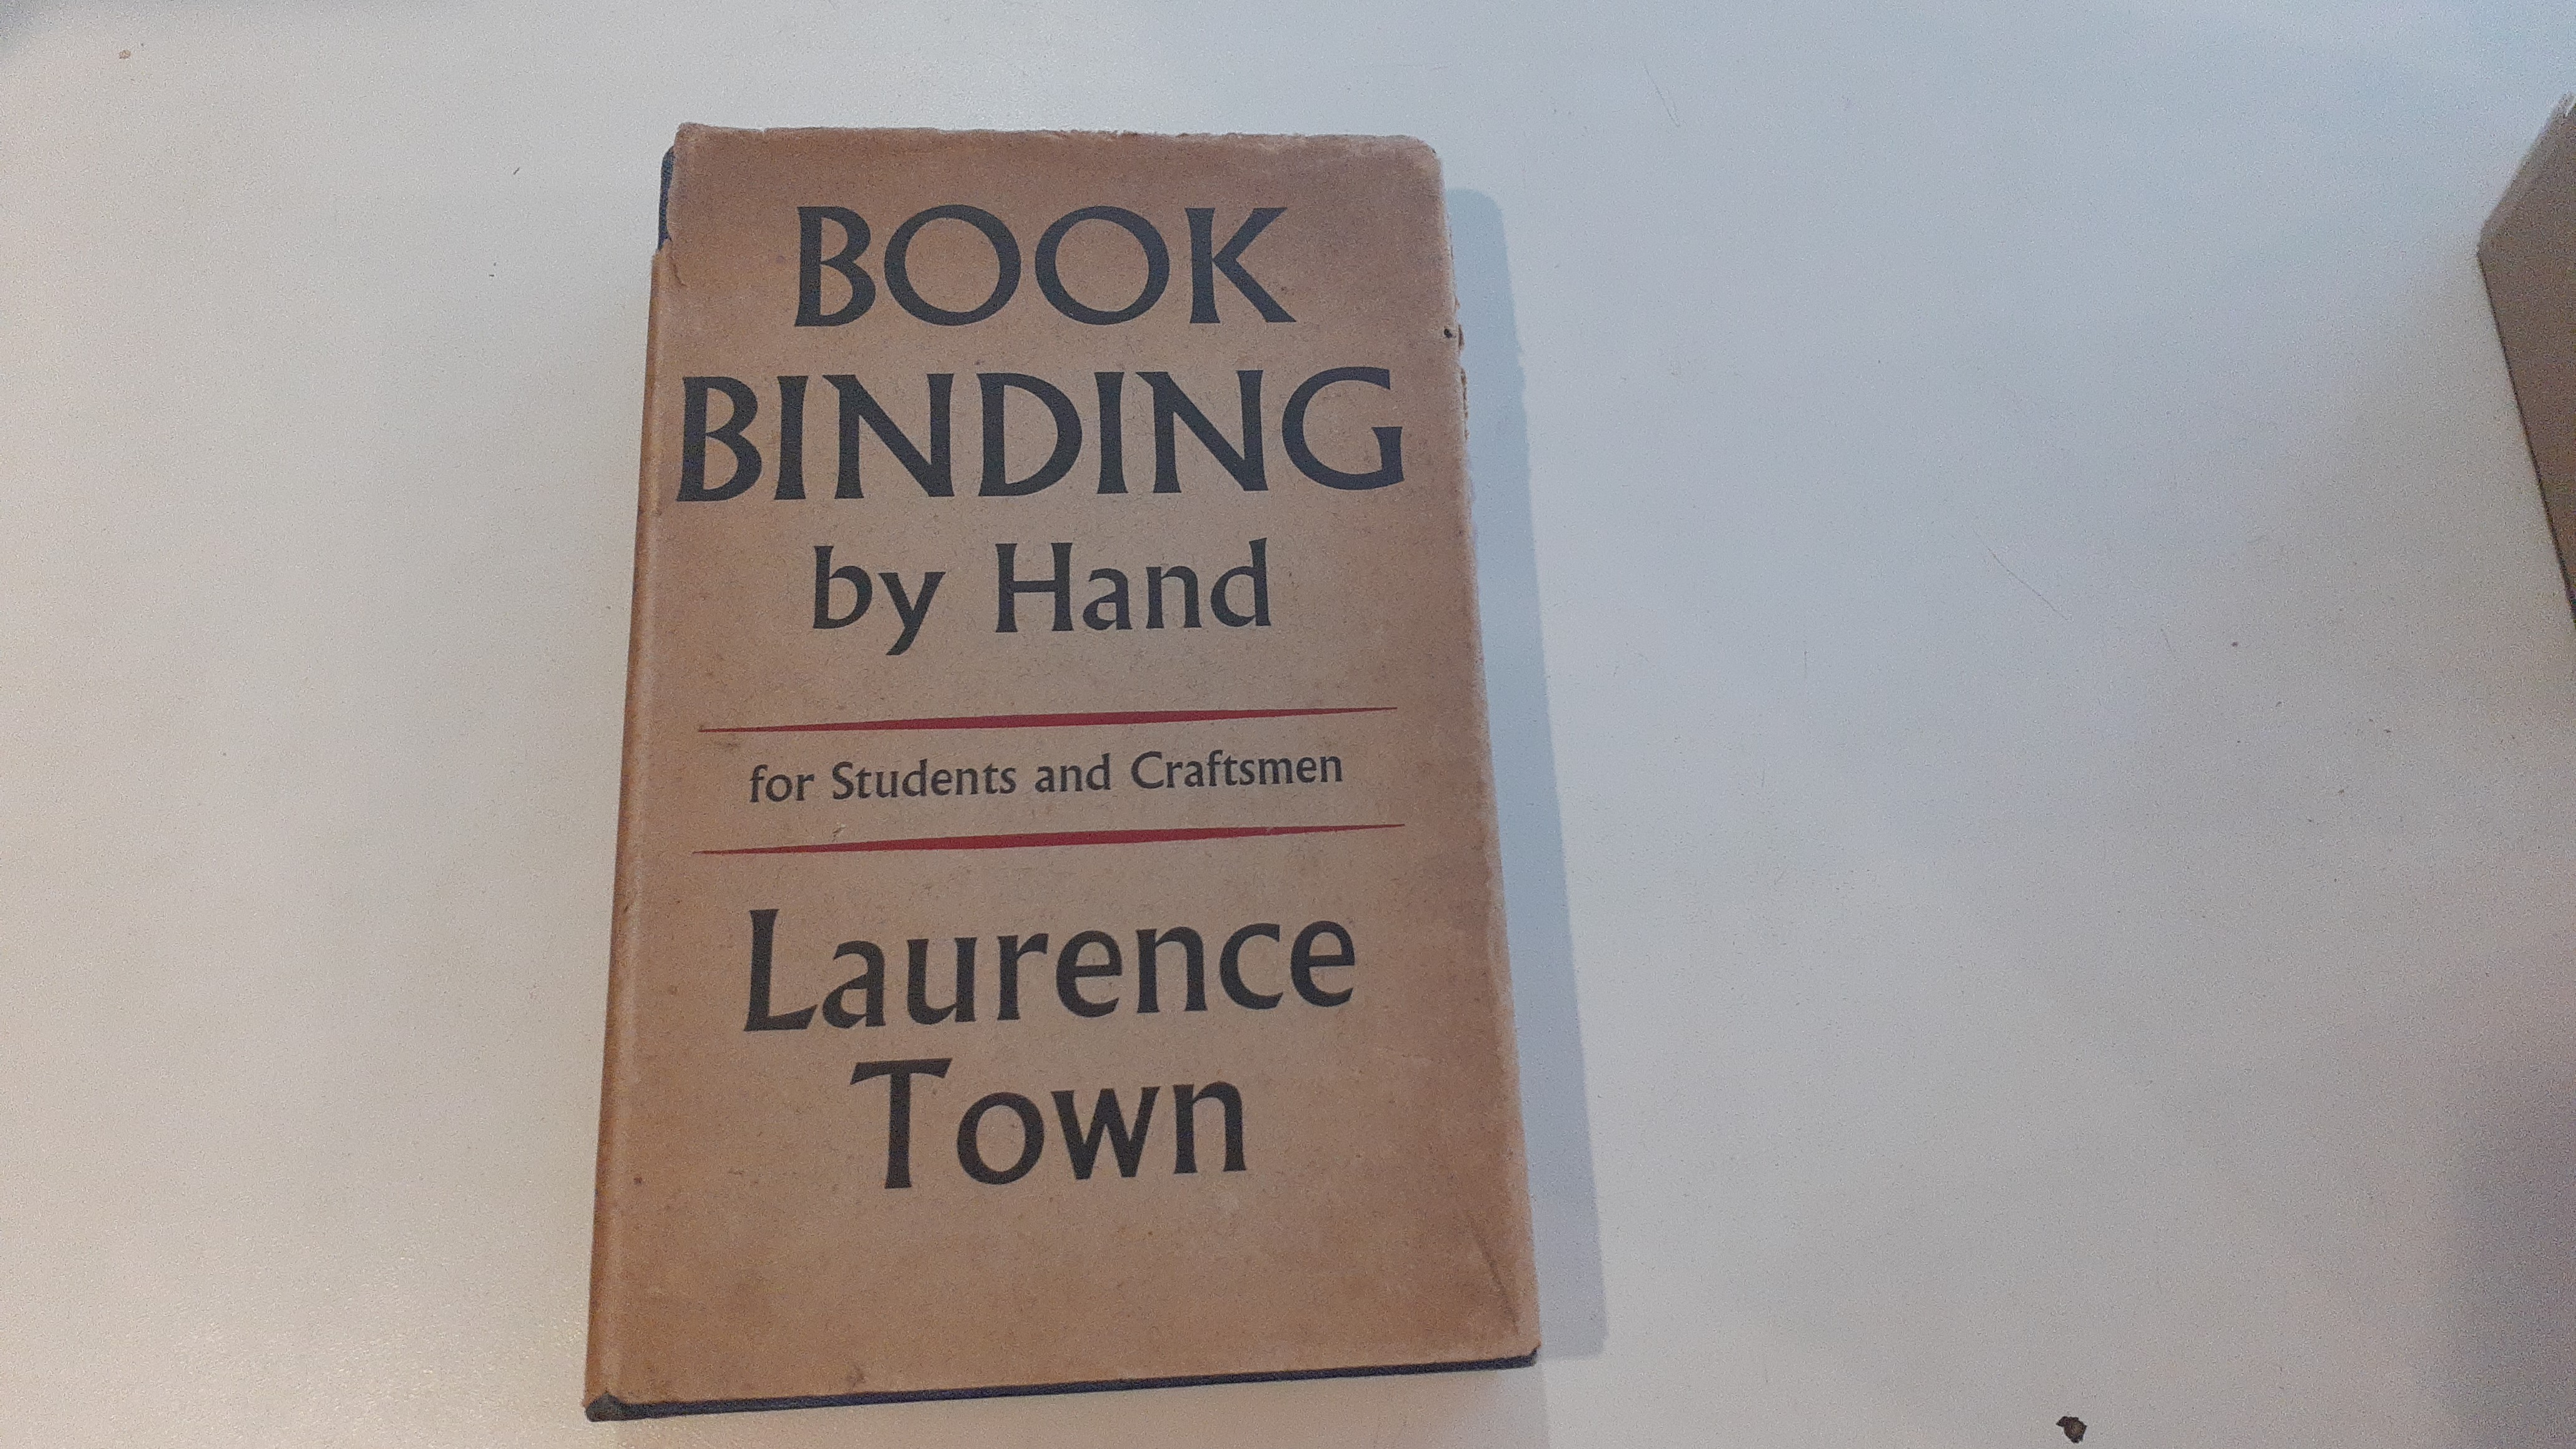 BOOK
BINDING
by Hand
for Students and Craftsmen
Laurence
Town